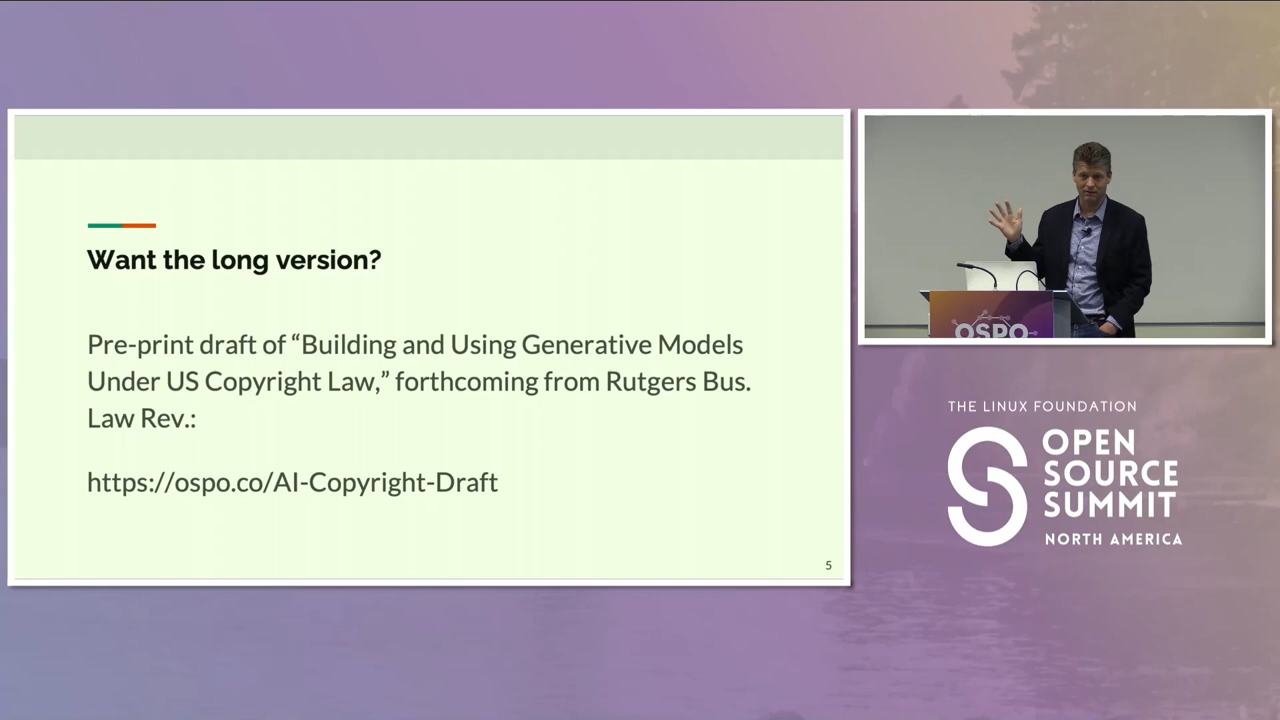 Want the long version?
Pre-print draft of “Building and Using Generative Models
Under US Copyright Law,” forthcoming from Rutgers Bus.
Law Rev.:
https://ospo.co/AI-Copyright-Draft
5
OSPO
THE LINUX FOUNDATION
OPEN
SOURCE
SUMMIT
NORTH AMERICA